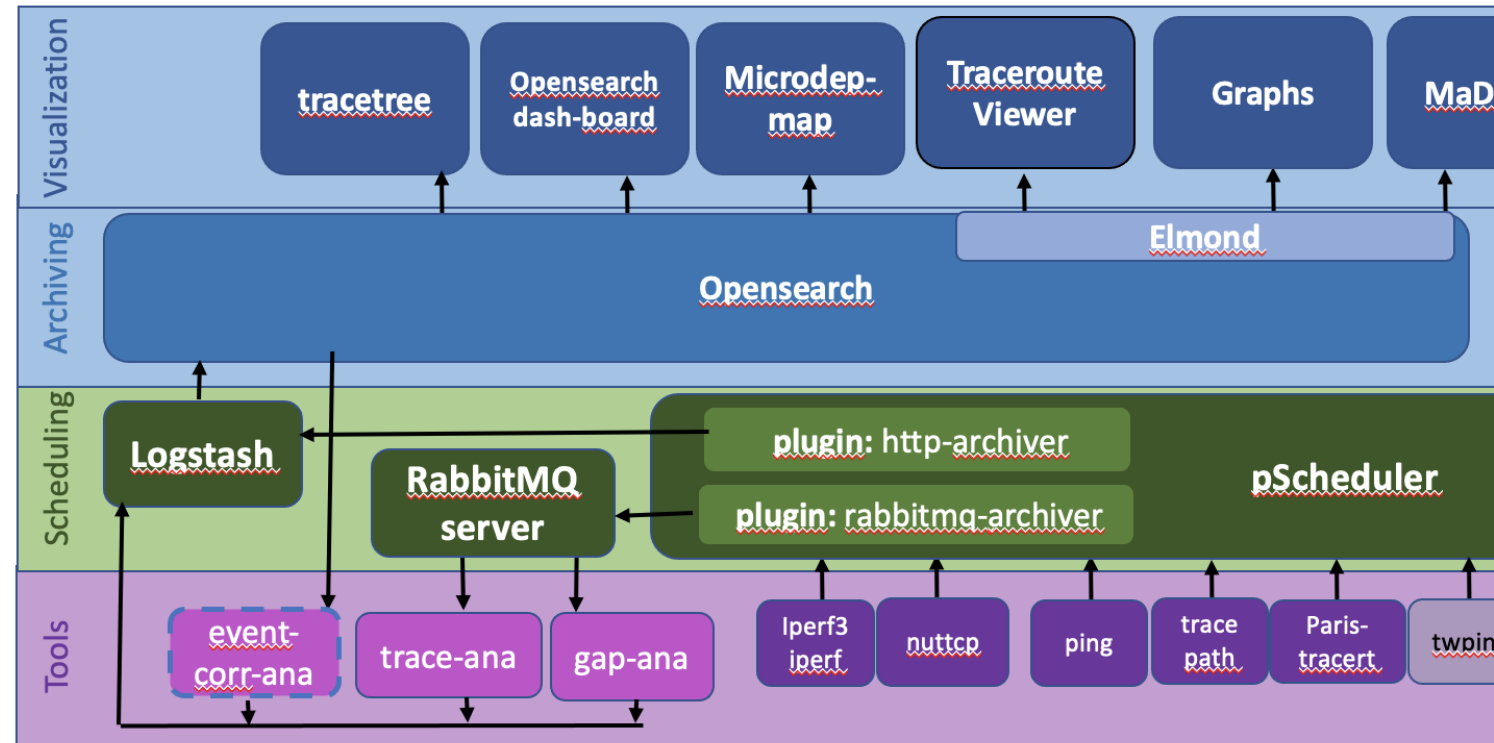 Visualization
tracetree
Opensearch
dash-board
Microdep-
map
Traceroute
Viewer
Graphs
MaD
Archiving
Elmond
Opensearch
Scheduling
Logstash
RabbitMQ
server
plugin: http-archiver
plugin: rabbitmq-archiver
pScheduler
Tools
event-
corr-ana
trace-ana
gap-ana
Iperf3
iperf
nuttcp
ping
trace
path
Paris-
tracert
twpin